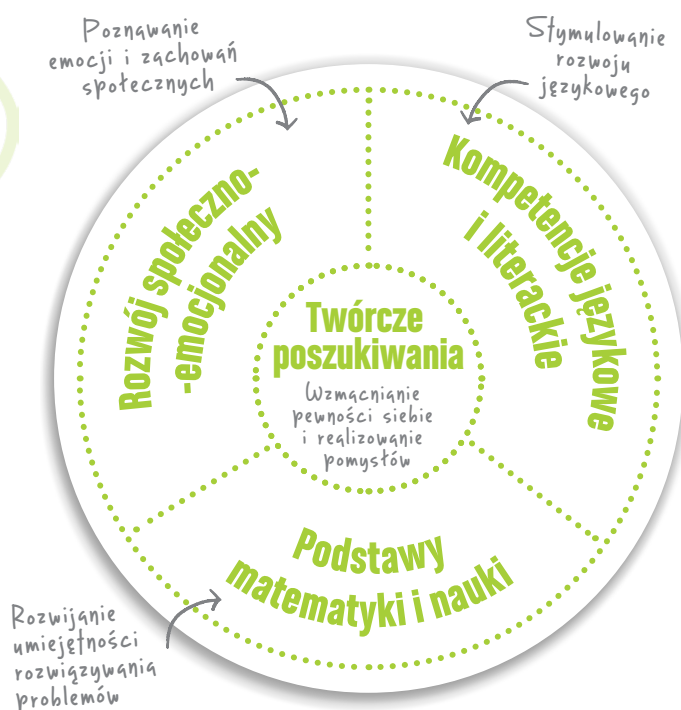 Poznawanie
emocji i zachowań
społecznych
Stymulowanie
rozwoju
językowego
Rozwój społeczno-
-emocjonalny
Kompetencje językowe
i literackie
Twórcze
poszukiwania
Wzmacnianie
pewności siebie
i realizowanie
pomysłów
Podstawy
matematyki i nauki
Rozwijanie
umiejętności
rozwiązywania
problemów